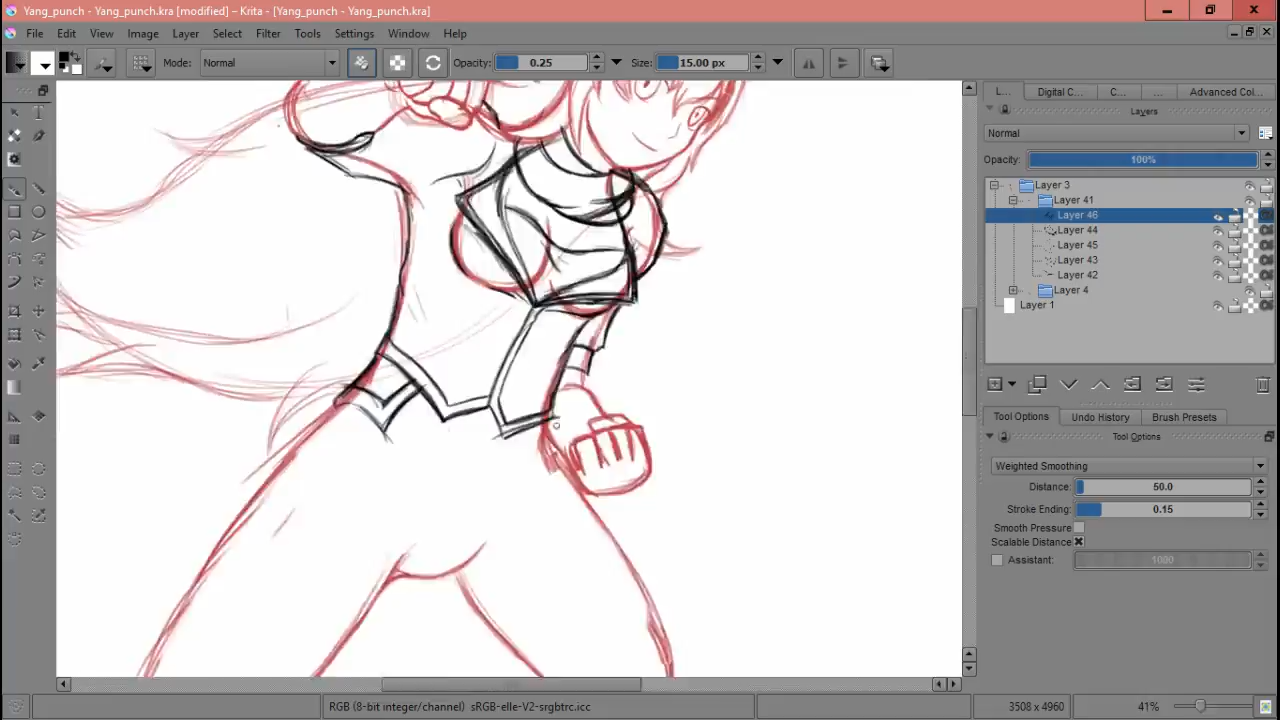 Yang_punch - Yang_punch.kra [modified] – Krita - [Yang_punch - Yang_punch.kra]
File Edit View Image Layer Select Filter Tools Settings Window Help
Mode: Normal Opacity: 0.25 Size: 15.00 px
L... Digital C... C... ... Advanced Col...
Layers
Normal
Opacity: 100%
Layer 3
Layer 41
Layer 46
Layer 44
Layer 45
Layer 43
Layer 42
Layer 4
Layer 1
Tool Options Undo History Brush Presets
Tool Options
Weighted Smoothing
Distance: 50.0
Stroke Ending: 0.15
Smooth Pressure
Scalable Distance
Assistant: 1000
RGB (8-bit integer/channel) sRGB-elle-V2-srgbtrc.icc 3508 x 4960 41%